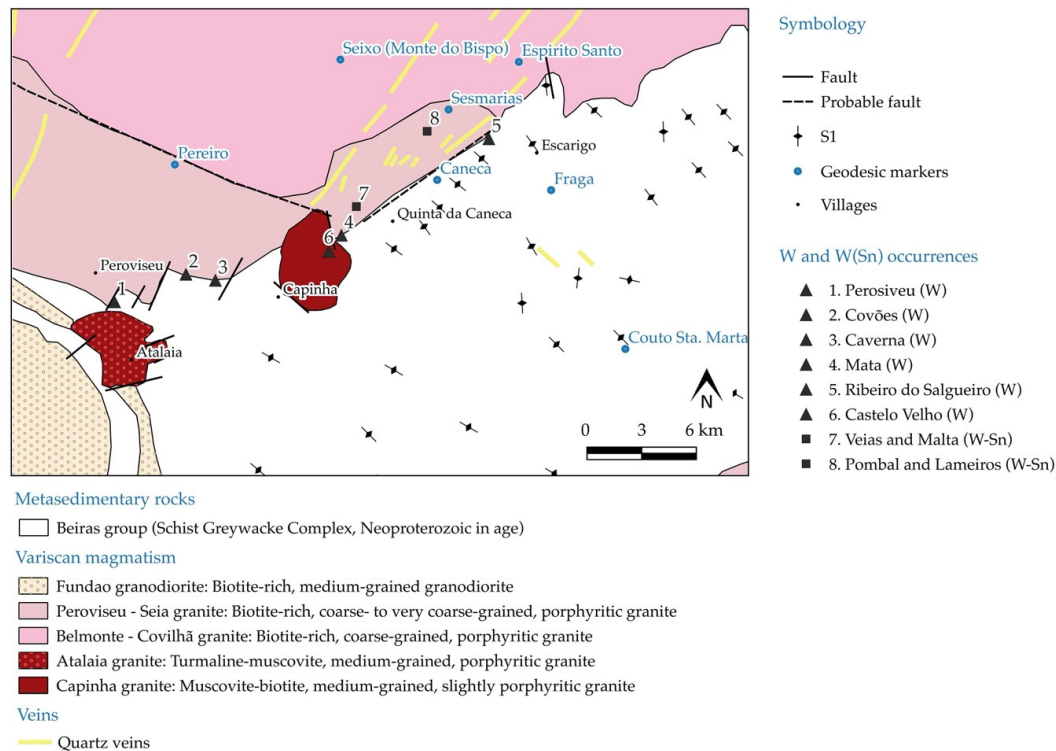 Seixo (Monte do Bispo)
Espirito Santo
Sesmarias
8
5
Escarigo
Pereiro
Caneca
Fraga
7
Quinta da Caneca
4
6
Peroviseu
2
3
Capinha
1
Atalaia
Couto Sta. Marta
N
0 3 6 km
Symbology
Fault
Probable fault
S1
Geodesic markers
Villages
W and W(Sn) occurrences
1. Perosiveu (W)
2. Covões (W)
3. Caverna (W)
4. Mata (W)
5. Ribeiro do Salgueiro (W)
6. Castelo Velho (W)
7. Veias and Malta (W-Sn)
8. Pombal and Lameiros (W-Sn)
Metasedimentary rocks
Beiras group (Schist Greywacke Complex, Neoproterozoic in age)
Variscan magmatism
Fundao granodiorite: Biotite-rich, medium-grained granodiorite
Peroviseu - Seia granite: Biotite-rich, coarse- to very coarse-grained, porphyritic granite
Belmonte - Covilhã granite: Biotite-rich, coarse-grained, porphyritic granite
Atalaia granite: Turmaline-muscovite, medium-grained, porphyritic granite
Capinha granite: Muscovite-biotite, medium-grained, slightly porphyritic granite
Veins
Quartz veins